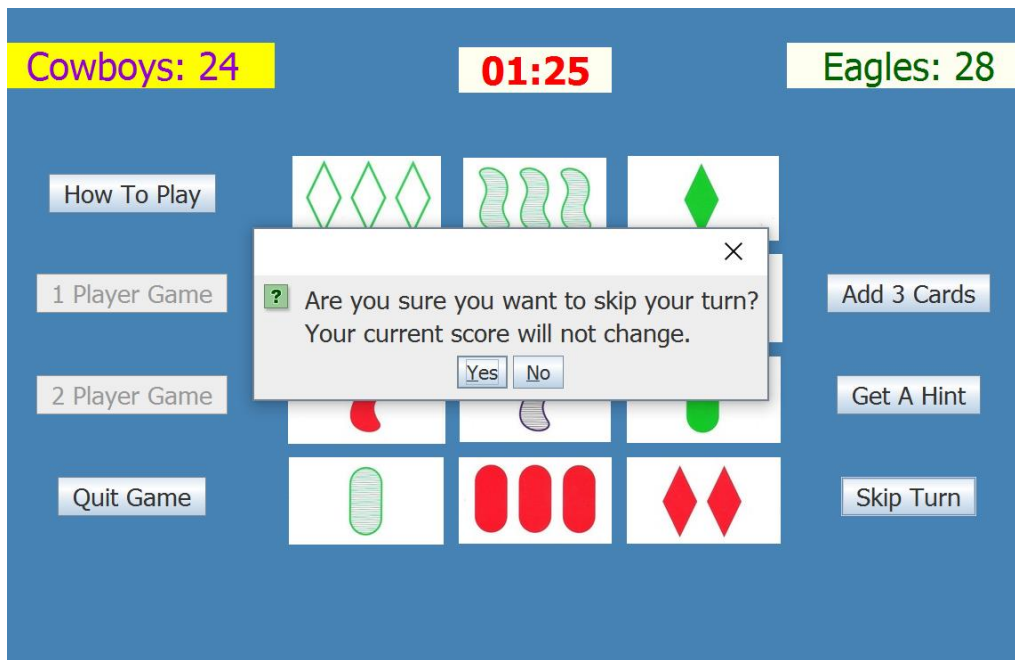 Cowboys: 24
01:25
Eagles: 28
How To Play
1 Player Game
?
Are you sure you want to skip your turn?
Your current score will not change.
Add 3 Cards
Yes
No
2 Player Game
Get A Hint
Quit Game
Skip Turn